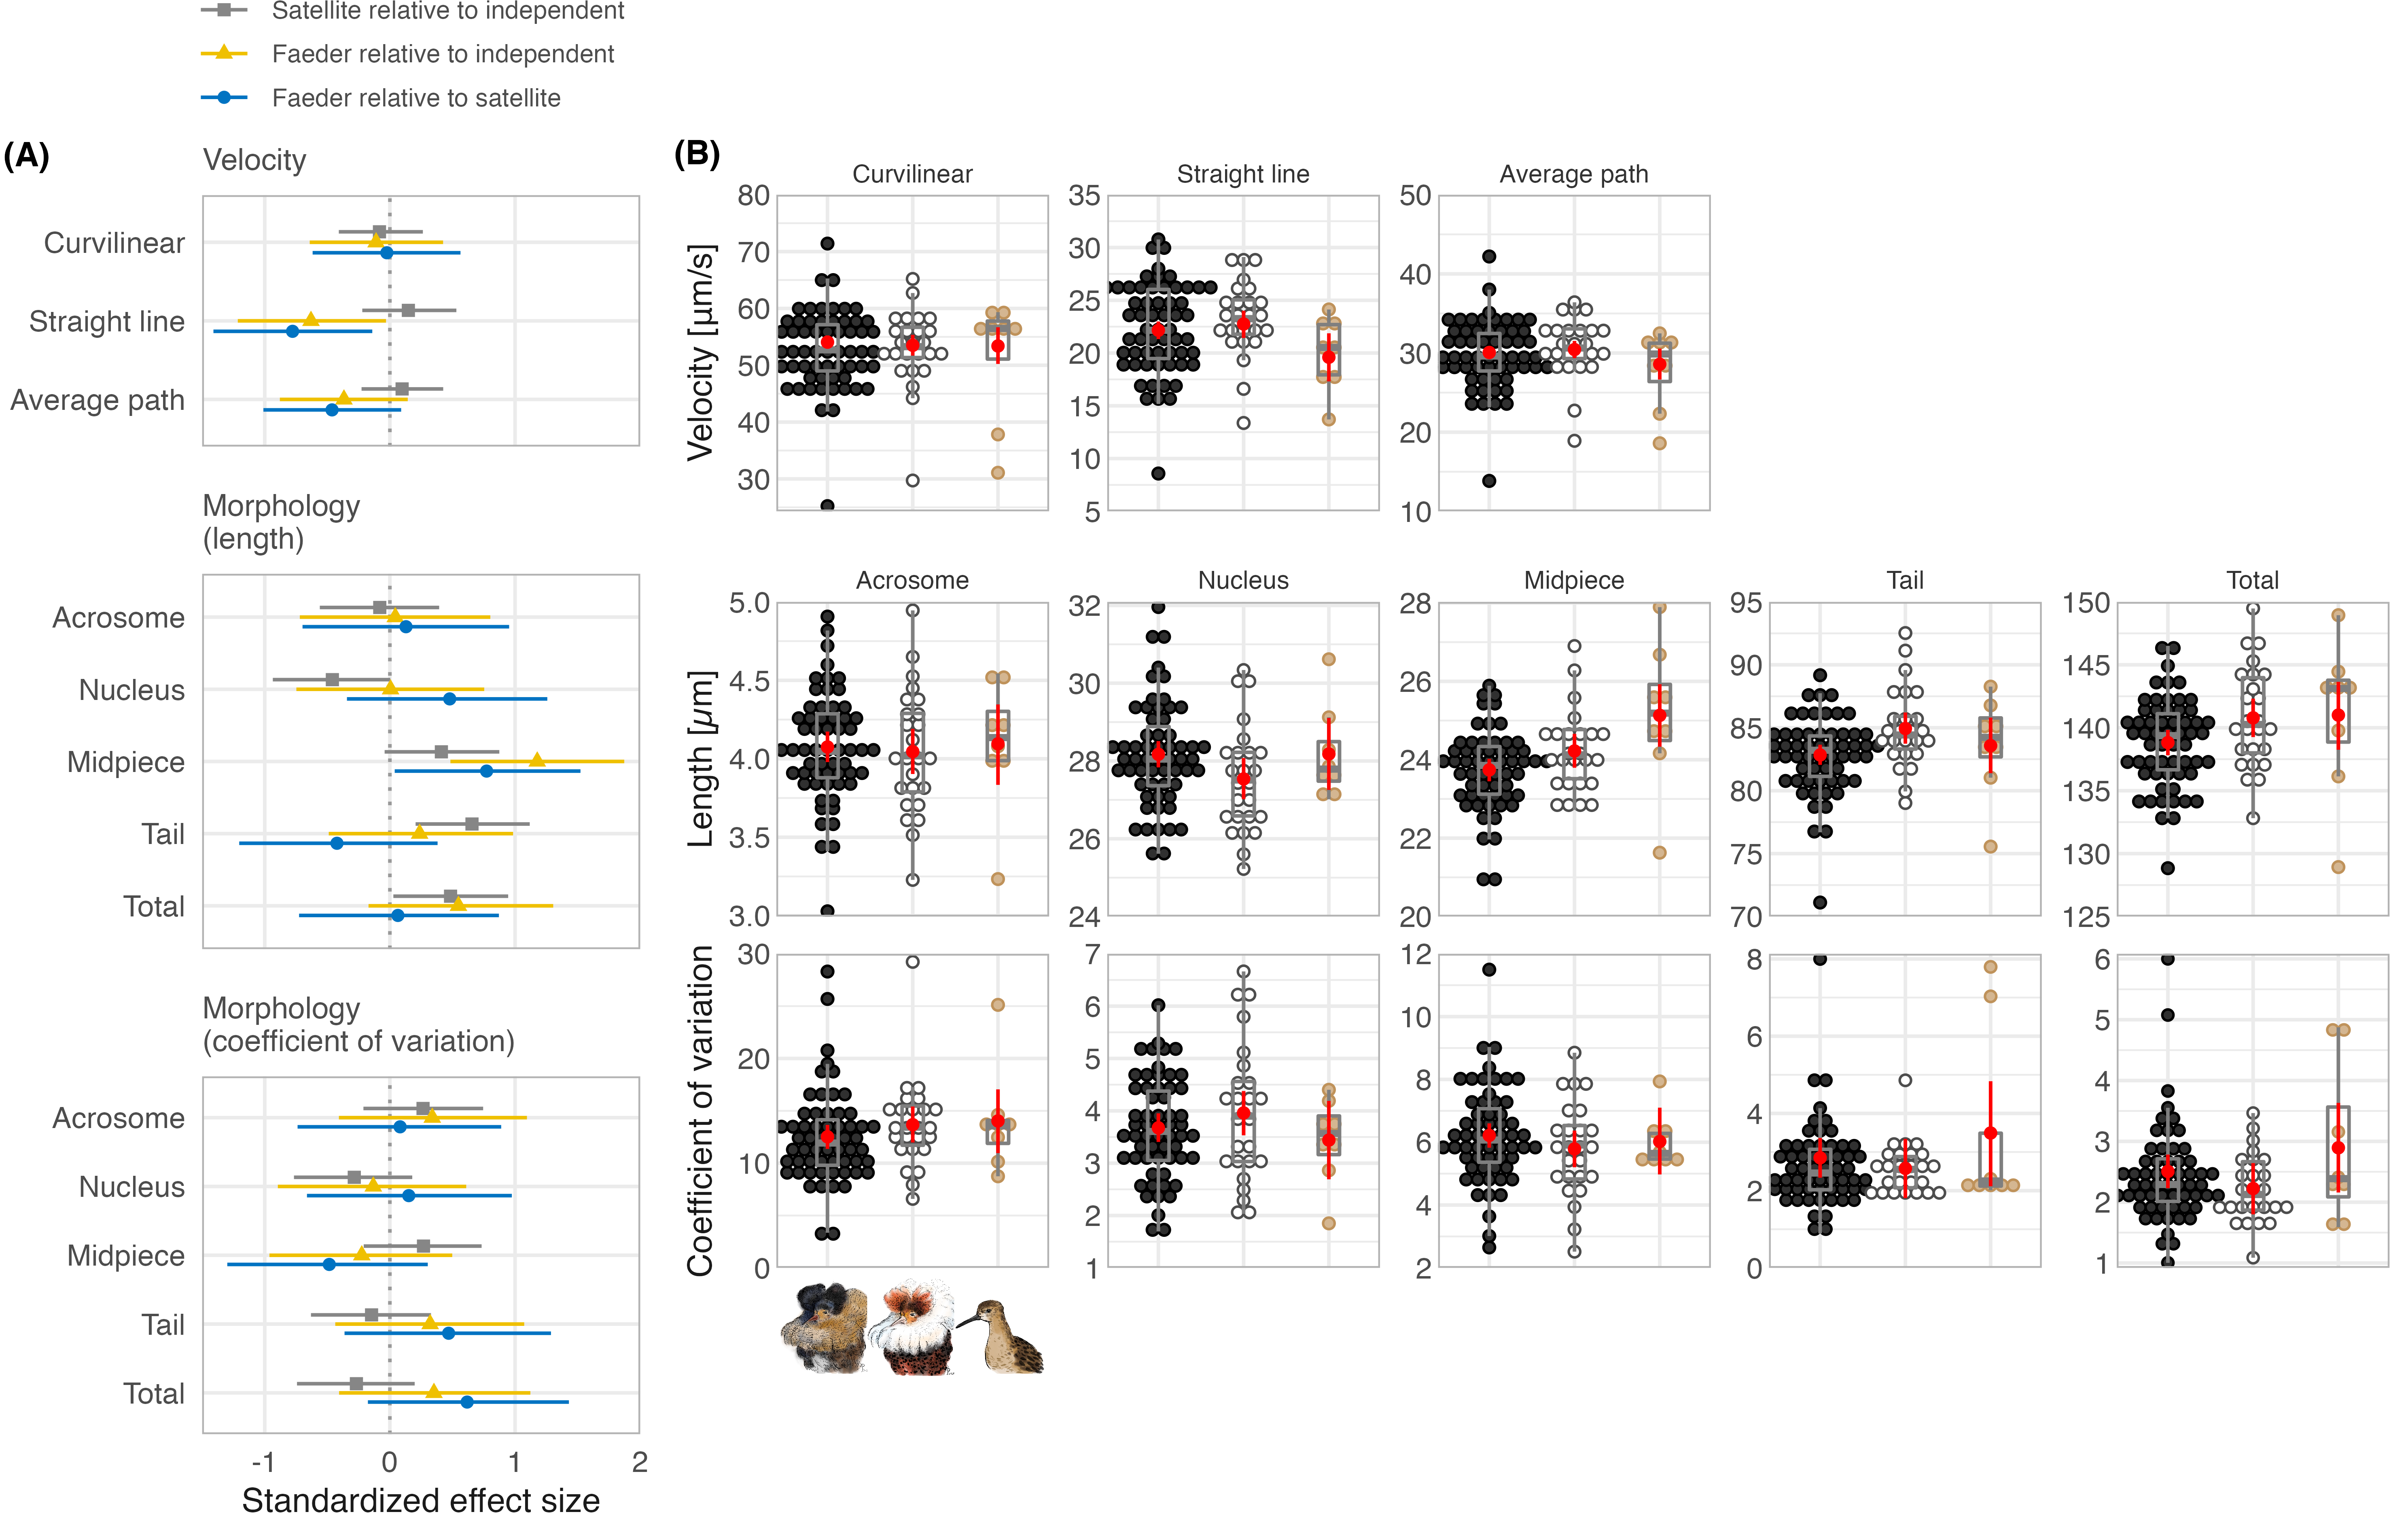 Satellite relative to independent
Faeder relative to independent
Faeder relative to satellite
(A)
Velocity
Curvilinear
Straight line
Average path
Morphology
(length)
Acrosome
Nucleus
Midpiece
Tail
Total
Morphology
(coefficient of variation)
Acrosome
Nucleus
Midpiece
Tail
Total
-1 0 1 2
Standardized effect size
(B)
Curvilinear Straight line Average path
Velocity [µm/s]
80
70
60
50
40
30
35
30
25
20
15
10
5
50
40
30
20
10
Acrosome Nucleus Midpiece Tail Total
Length [µm]
5.0
4.5
4.0
3.5
3.0
32
30
28
26
24
28
26
24
22
20
95
90
85
80
75
70
150
145
140
135
130
125
Coefficient of variation
30
20
10
0
7
6
5
4
3
2
1
12
10
8
6
4
2
8
6
4
2
0
6
5
4
3
2
1